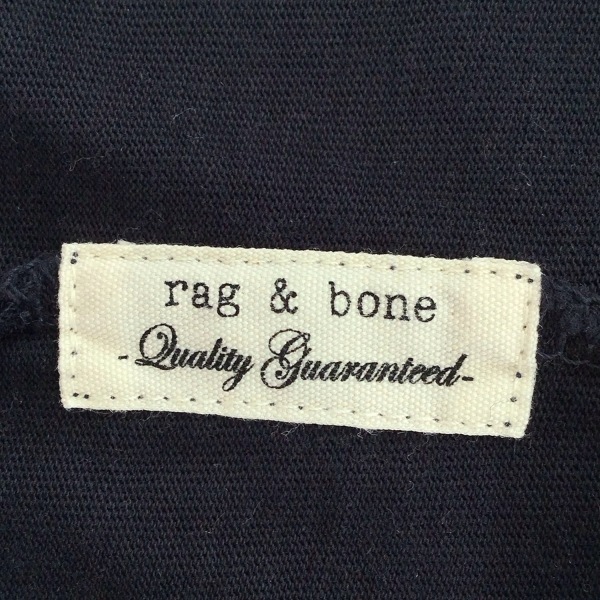 rag & bone
-Quality Guaranteed-